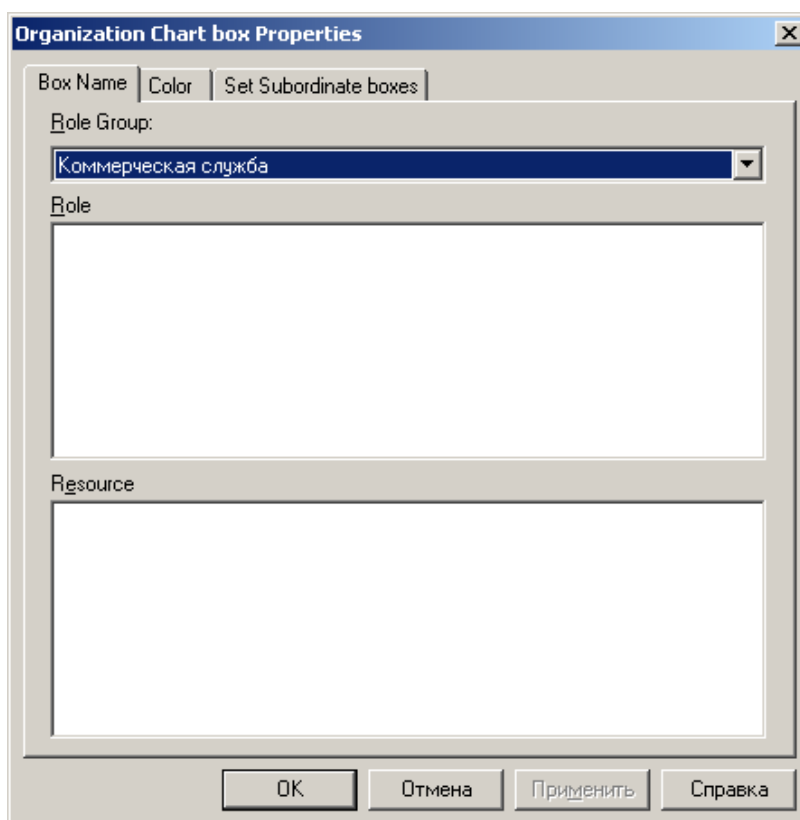 Organization Chart box Properties
Box Name Color Set Subordinate boxes
Role Group:
Коммерческая служба
Role
Resource
OK Отмена Применить Справка